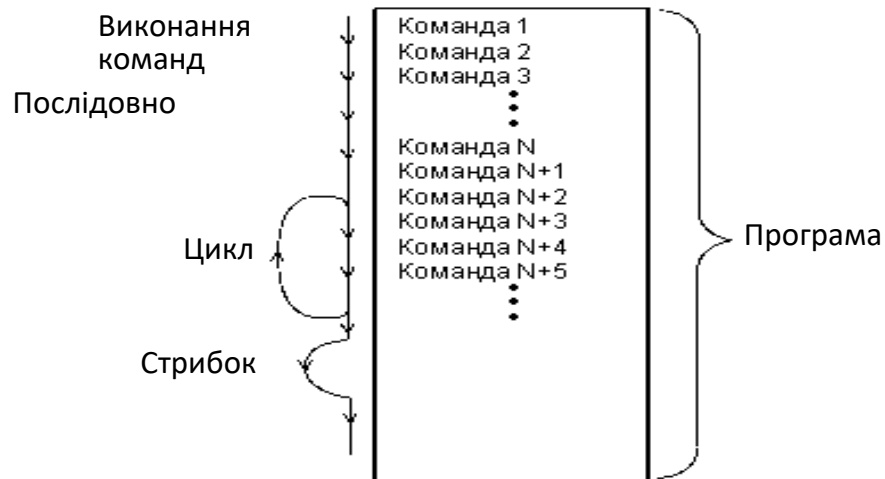 Виконання
команд
Послідовно
Цикл
Стрибок
Команда 1
Команда 2
Команда 3
Команда N
Команда N+1
Команда N+2
Команда N+3
Команда N+4
Команда N+5
Програма